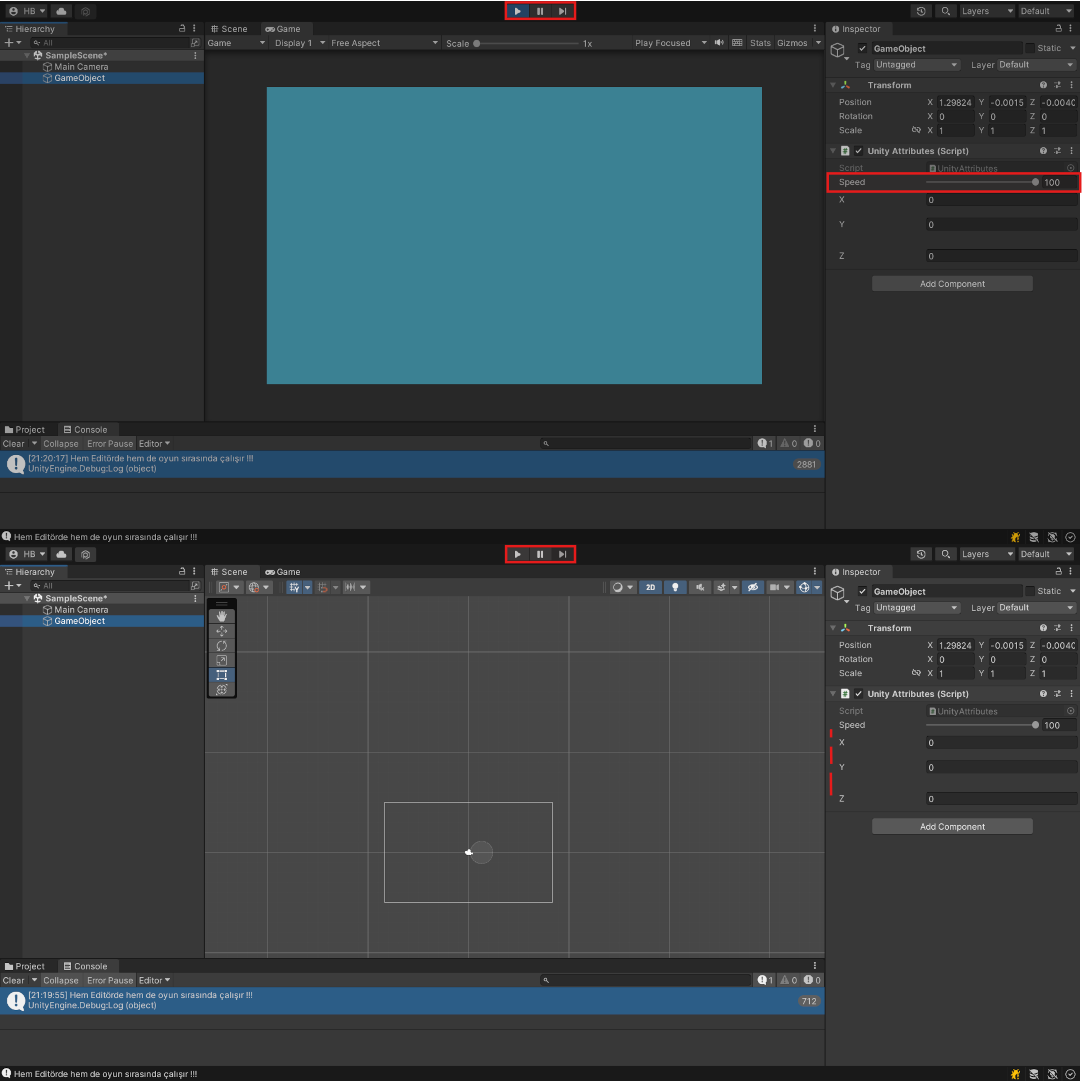 HB
Layers
Default
Hierarchy
All
SampleScene*
Main Camera
GameObject
Scene
Game
Game
Display 1
Free Aspect
Scale
1x
Play Focused
Stats
Gizmos
Inspector
GameObject
Static
Tag
Untagged
Layer
Default
Transform
Position
X
1.29824
Y
-0.0015
Z
-0.0040
Rotation
X
0
Y
0
Z
0
Scale
X
1
Y
1
Z
1
Unity Attributes (Script)
Script
UnityAttributes
Speed
100
X
0
Y
0
Z
0
Add Component
Project
Console
Clear
Collapse
Error Pause
Editor
1
0
0
[21:20:17] Hem Editörde hem de oyun sırasında çalışır !!!
UnityEngine.Debug:Log (object)
2881
Hem Editörde hem de oyun sırasında çalışır !!!
HB
Layers
Default
Hierarchy
All
SampleScene*
Main Camera
GameObject
Scene
Game
2D
Inspector
GameObject
Static
Tag
Untagged
Layer
Default
Transform
Position
X
1.29824
Y
-0.0015
Z
-0.0040
Rotation
X
0
Y
0
Z
0
Scale
X
1
Y
1
Z
1
Unity Attributes (Script)
Script
UnityAttributes
Speed
100
X
0
Y
0
Z
0
Add Component
Project
Console
Clear
Collapse
Error Pause
Editor
1
0
0
[21:19:55] Hem Editörde hem de oyun sırasında çalışır !!!
UnityEngine.Debug:Log (object)
712
Hem Editörde hem de oyun sırasında çalışır !!!